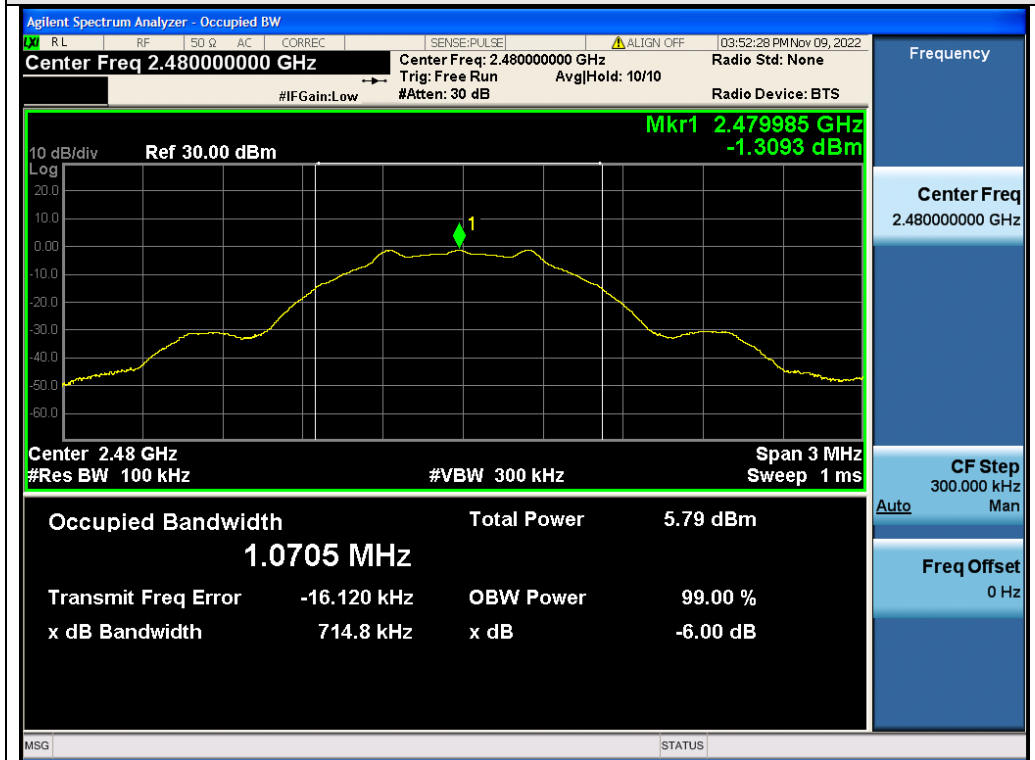 Agilent Spectrum Analyzer - Occupied BW
LXI RL RF 50 Ω AC CORREC SENSE:PULSE ALIGN OFF 03:52:28 PM Nov 09, 2022
Center Freq 2.480000000 GHz
Center Freq: 2.480000000 GHz
Radio Std: None
Trig: Free Run Avg|Hold: 10/10
#IFGain:Low
#Atten: 30 dB
Radio Device: BTS
Mkr1 2.479985 GHz
-1.3093 dBm
10 dB/div Ref 30.00 dBm
Log
20.0
10.0
0.00
-10.0
-20.0
-30.0
-40.0
-50.0
-60.0
1
Center 2.48 GHz Span 3 MHz
#Res BW 100 kHz #VBW 300 kHz Sweep 1 ms
Occupied Bandwidth Total Power 5.79 dBm
1.0705 MHz
Transmit Freq Error -16.120 kHz OBW Power 99.00 %
x dB Bandwidth 714.8 kHz x dB -6.00 dB
Frequency
Center Freq
2.480000000 GHz
CF Step
300.000 kHz
Auto Man
Freq Offset
0 Hz
MSG STATUS